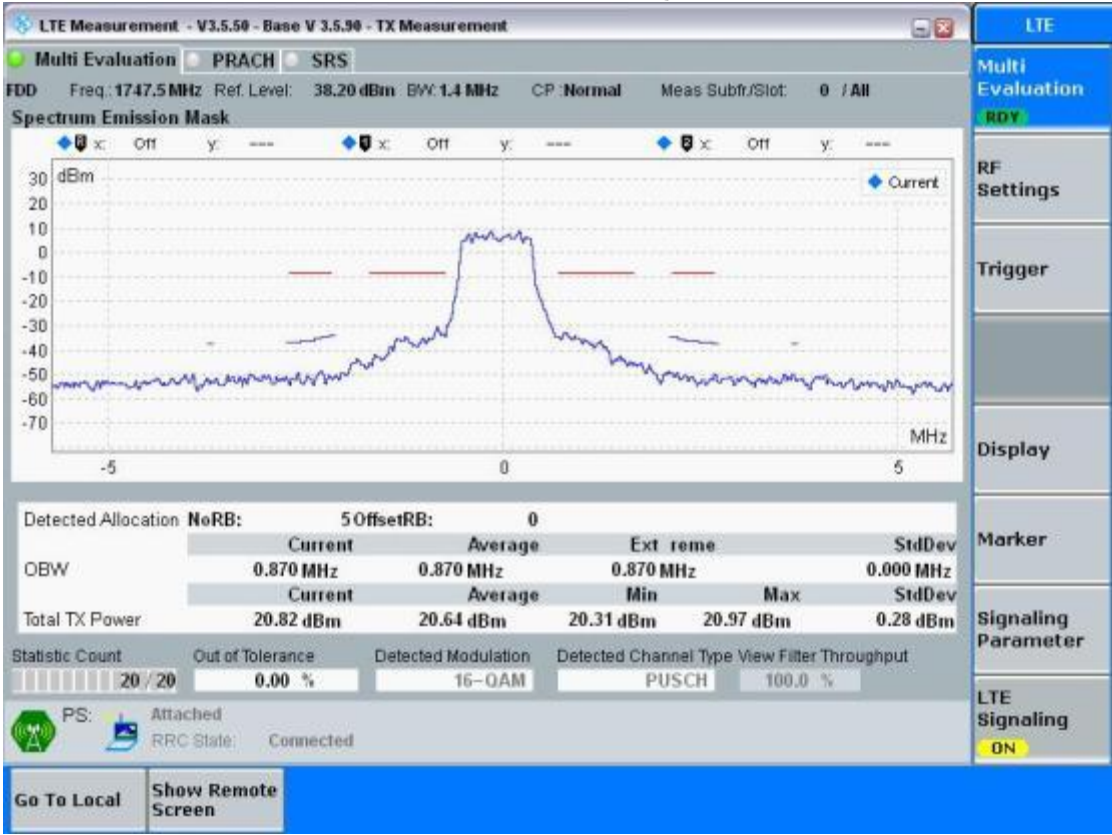 LTE Measurement - V3.5.50 - Base V 3.5.90 - TX Measurement
LTE
Multi Evaluation PRACH SRS
Multi
Evaluation
RDY
FDD Freq.: 1747.5 MHz Ref. Level: 38.20 dBm BW: 1.4 MHz CP :Normal Meas Subfr./Slot: 0 / All
Spectrum Emission Mask
x: Off y: --- x: Off y: --- x: Off y: ---
dBm
Current
30
20
10
0
-10
-20
-30
-40
-50
-60
-70
MHz
-5 0 5
RF
Settings
Trigger
Display
Marker
Signaling
Parameter
LTE
Signaling
ON
Detected Allocation NoRB: 5 OffsetRB: 0
Current Average Ext reme StdDev
OBW 0.870 MHz 0.870 MHz 0.870 MHz 0.000 MHz
Current Average Min Max StdDev
Total TX Power 20.82 dBm 20.64 dBm 20.31 dBm 20.97 dBm 0.28 dBm
Statistic Count Out of Tolerance Detected Modulation Detected Channel Type View Filter Throughput
20 / 20 0.00 % 16-QAM PUSCH 100.0 %
PS: Attached
RRC State: Connected
Go To Local
Show Remote
Screen